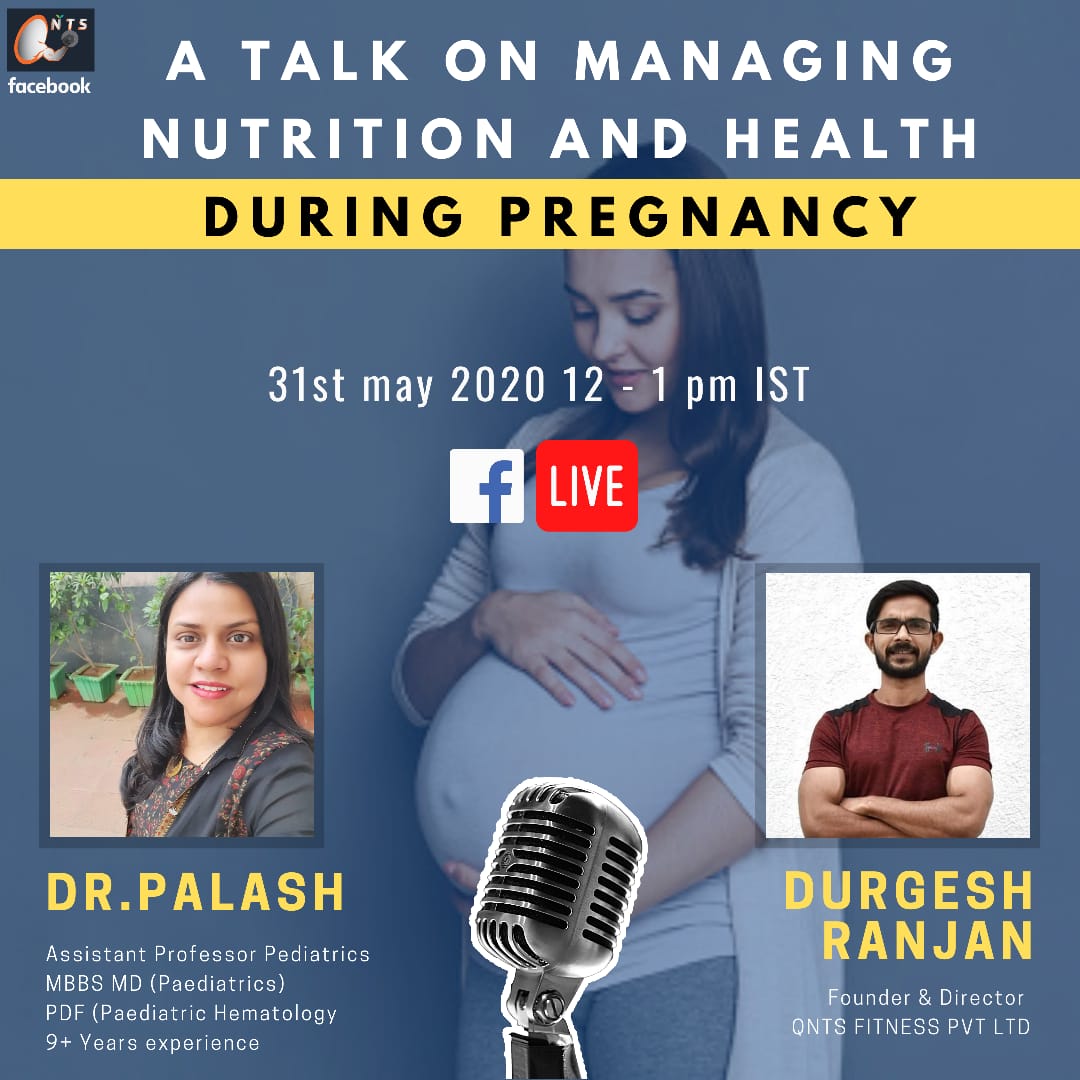 QNTS
facebook
A TALK ON MANAGING
NUTRITION AND HEALTH
DURING PREGNANCY
31st may 2020 12 - 1 pm IST
f LIVE
DR.PALASH
Assistant Professor Pediatrics
MBBS MD (Paediatrics)
PDF (Paediatric Hematology
9+ Years experience
DURGESH
RANJAN
Founder & Director
QNTS FITNESS PVT LTD